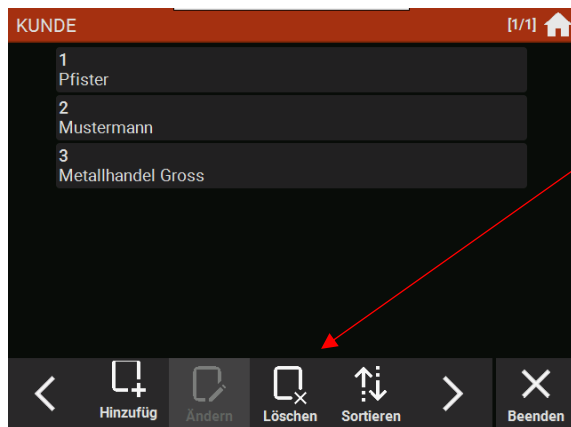 KUNDE [1/1]
1
Pfister
2
Mustermann
3
Metallhandel Gross
Hinzufüg Ändern Löschen Sortieren Beenden